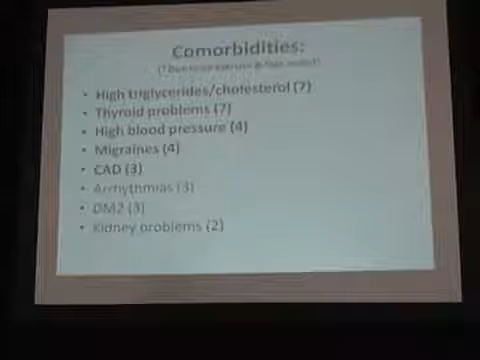 Comorbidities:
• High triglycerides/cholesterol (7)
• Thyroid problems (7)
• High blood pressure (4)
• Migraines (4)
• CAD (3)
• Arrhythmias (3)
• DM2 (3)
• Kidney problems (2)